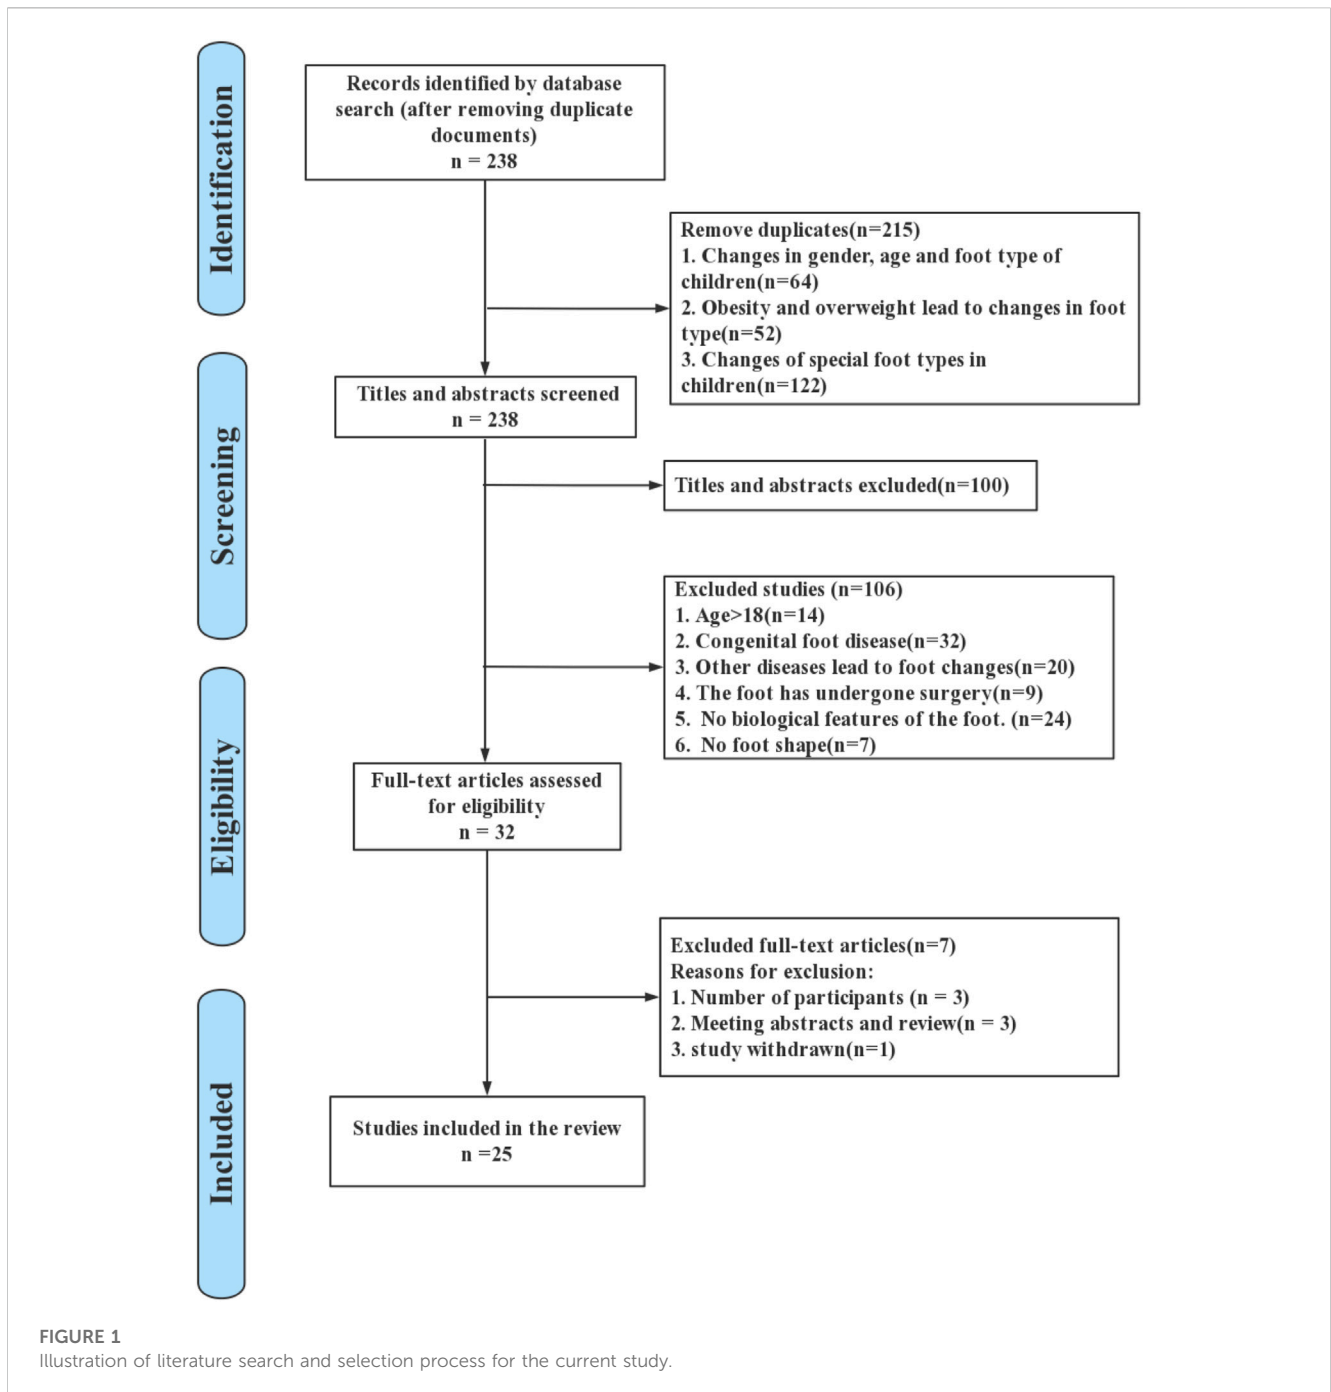 Identification
Records identified by database
search (after removing duplicate
documents)
n = 238
Remove duplicates(n=215)
1. Changes in gender, age and foot type of
children(n=64)
2. Obesity and overweight lead to changes in foot
type(n=52)
3. Changes of special foot types in
children(n=122)
Screening
Titles and abstracts screened
n = 238
Titles and abstracts excluded(n=100)
Excluded studies (n=106)
1. Age>18(n=14)
2. Congenital foot disease(n=32)
3. Other diseases lead to foot changes(n=20)
4. The foot has undergone surgery(n=9)
5. No biological features of the foot. (n=24)
6. No foot shape(n=7)
Eligibility
Full-text articles assessed
for eligibility
n = 32
Excluded full-text articles(n=7)
Reasons for exclusion:
1. Number of participants (n = 3)
2. Meeting abstracts and review(n = 3)
3. study withdrawn(n=1)
Included
Studies included in the review
n =25
FIGURE 1
Illustration of literature search and selection process for the current study.